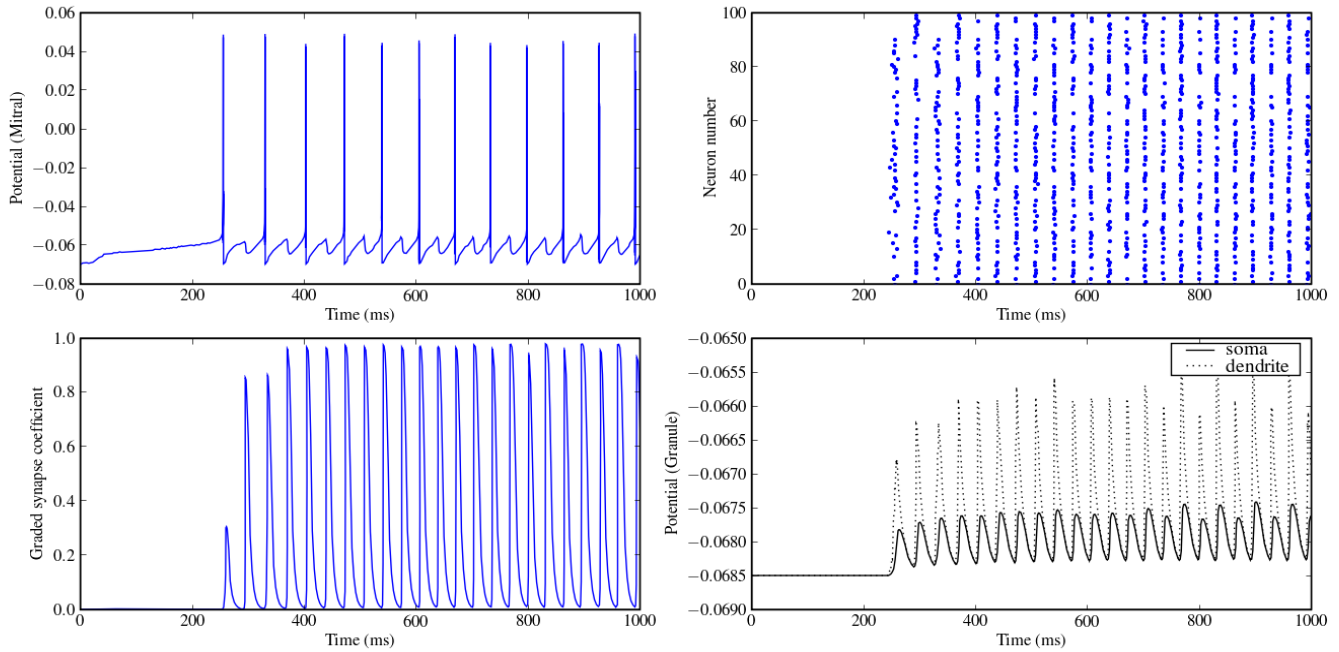 0.06
0.04
0.02
0.00
−0.02
−0.04
−0.06
−0.08
Potential (Mitral)
0 200 400 600 800 1000
Time (ms)
100
80
60
40
20
0
Neuron number
0 200 400 600 800 1000
Time (ms)
1.0
0.8
0.6
0.4
0.2
0.0
Graded synapse coefficient
0 200 400 600 800 1000
Time (ms)
−0.0650
−0.0655
−0.0660
−0.0665
−0.0670
−0.0675
−0.0680
−0.0685
−0.0690
Potential (Granule)
soma
dendrite
0 200 400 600 800 1000
Time (ms)